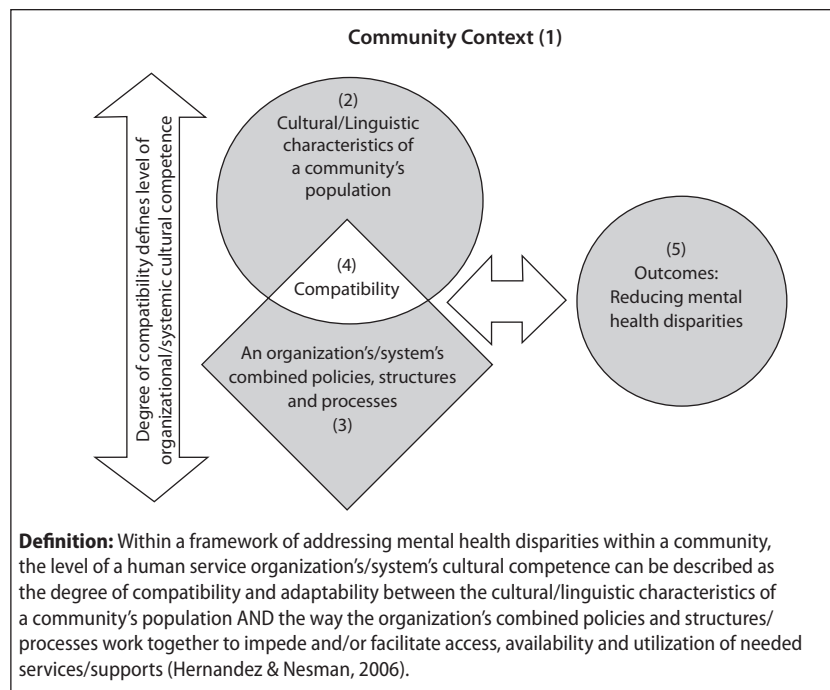 Community Context (1)
Degree of compatibility defines level of
organizational/systemic cultural competence
(2)
Cultural/Linguistic
characteristics of
a community's
population
(4)
Compatibility
An organization's/system's
combined policies, structures
and processes
(3)
(5)
Outcomes:
Reducing mental
health disparities
Definition: Within a framework of addressing mental health disparities within a community,
the level of a human service organization's/system's cultural competence can be described as
the degree of compatibility and adaptability between the cultural/linguistic characteristics of
a community's population AND the way the organization's combined policies and structures/
processes work together to impede and/or facilitate access, availability and utilization of needed
services/supports (Hernandez & Nesman, 2006).